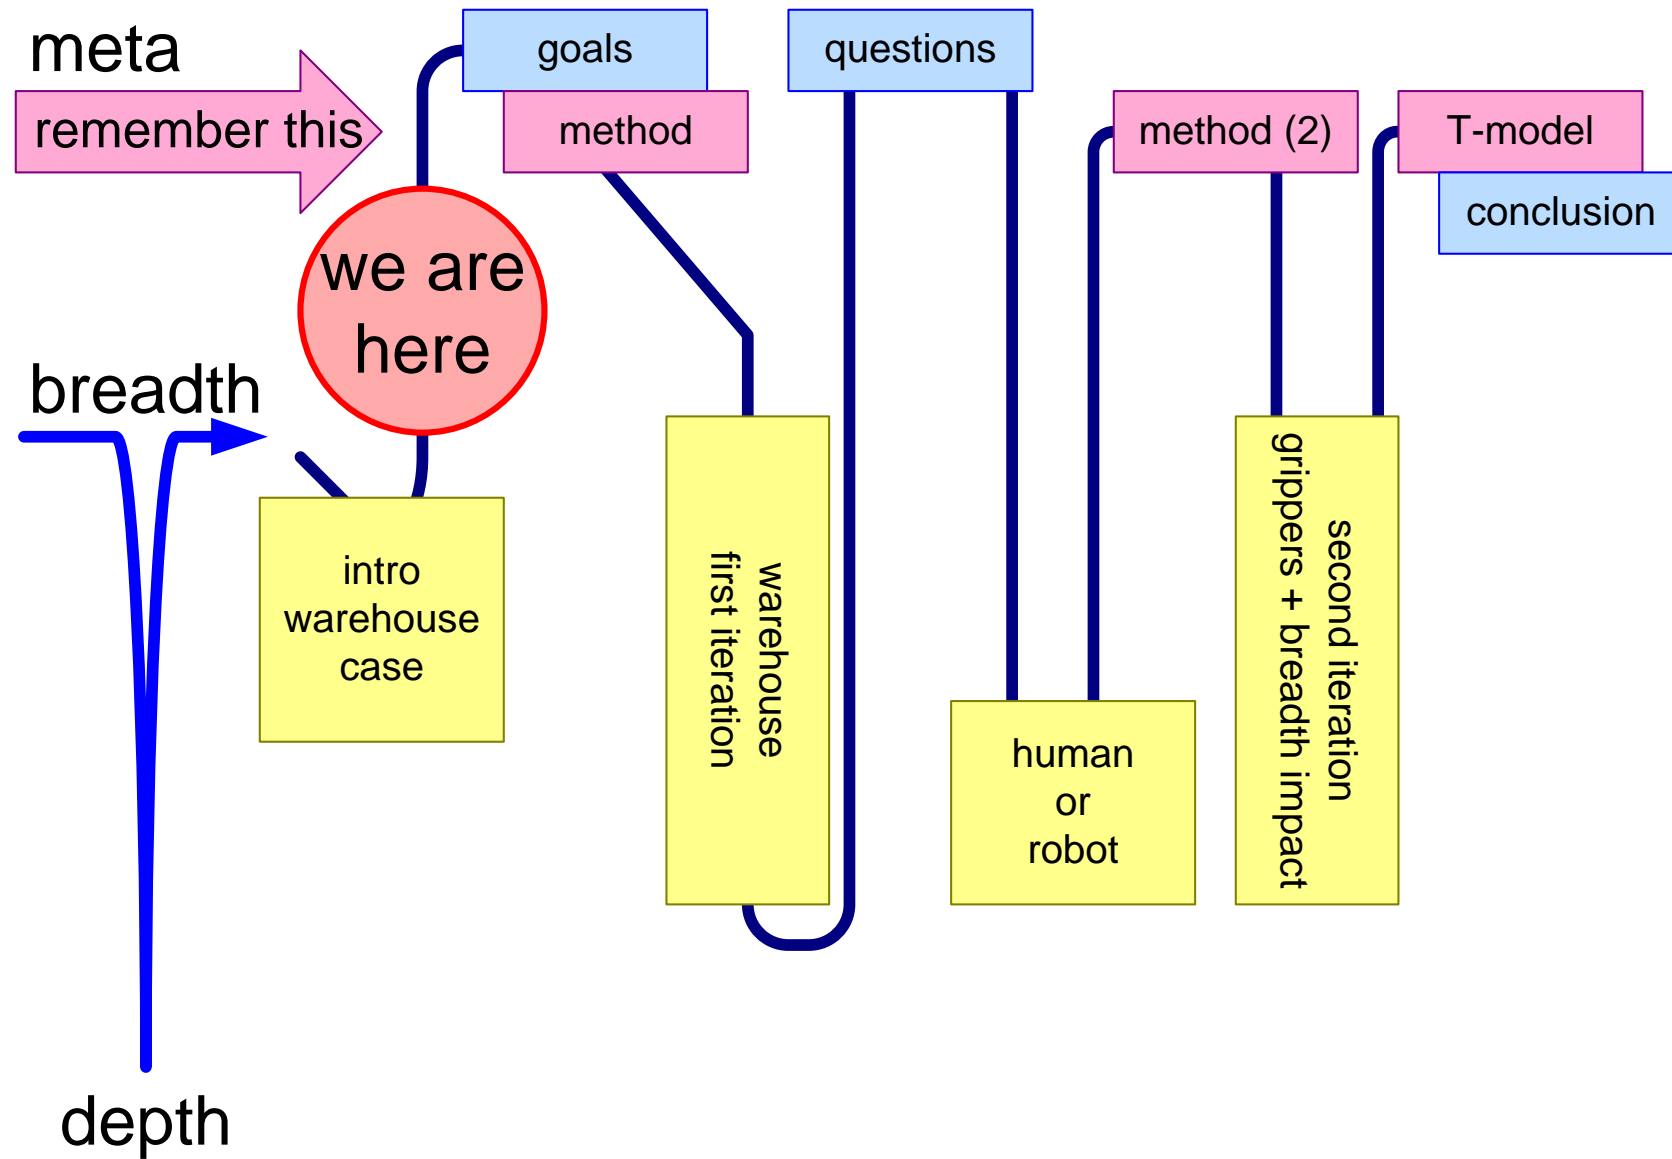 meta
remember this
goals
method
questions
method (2)
T-model
conclusion
we are
here
breadth
depth
intro
warehouse
case
warehouse
first iteration
human
or
robot
second iteration
grippers + breadth impact